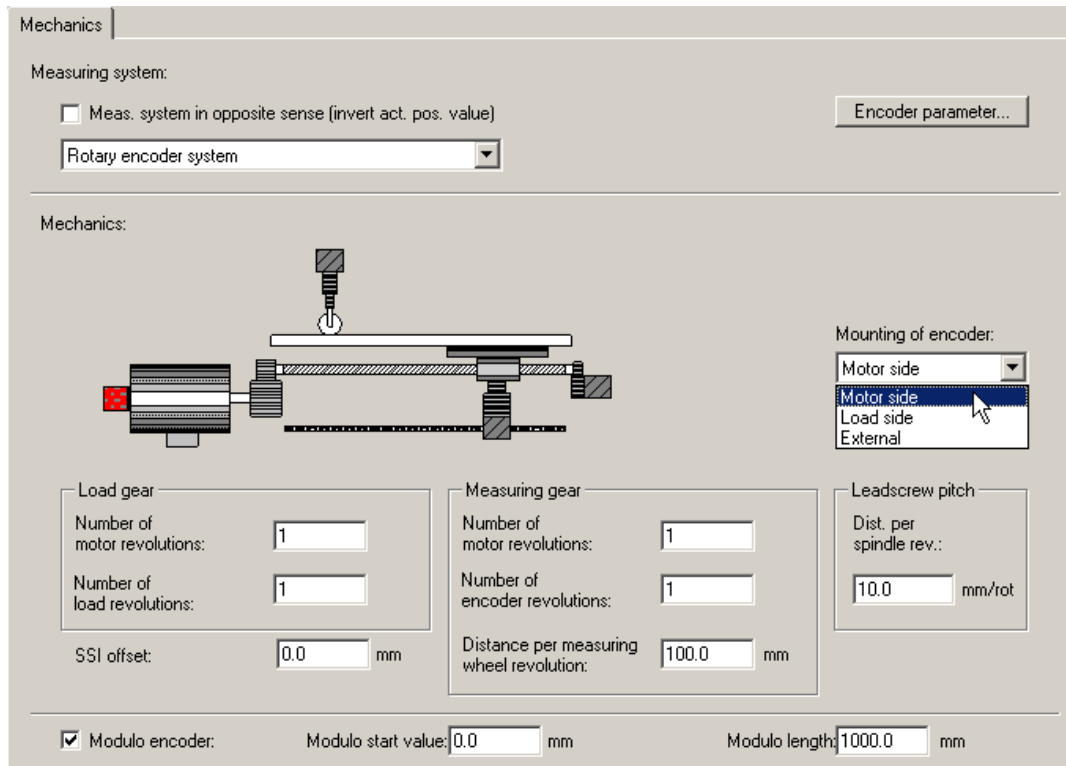 Mechanics
Measuring system:
Meas. system in opposite sense (invert act. pos. value)
Encoder parameter...
Rotary encoder system
Mechanics:
Mounting of encoder:
Motor side
Motor side
Load side
External
Load gear
Number of
motor revolutions:
1
Number of
load revolutions:
1
SSI offset:
0.0 mm
Measuring gear
Number of
motor revolutions:
1
Number of
encoder revolutions:
1
Distance per measuring
wheel revolution:
100.0 mm
Leadscrew pitch
Dist. per
spindle rev.:
10.0 mm/rot
Modulo encoder: Modulo start value: 0.0 mm Modulo length: 1000.0 mm